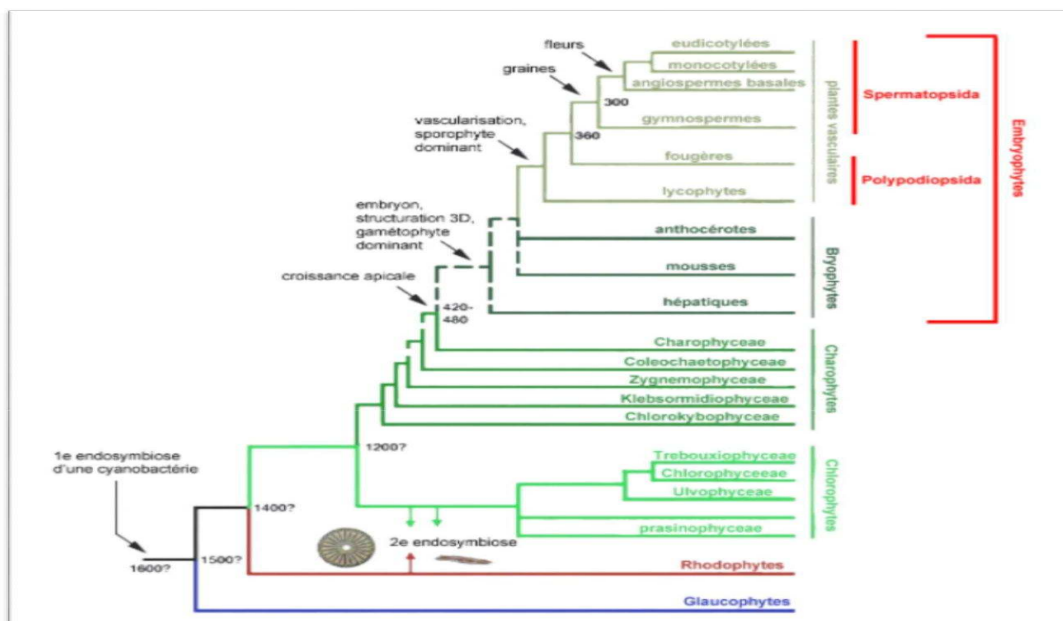 fleurs
graines
vascularisation,
sporophyte
dominant
embryon,
structuration 3D,
gamétophyte
dominant
croissance apicale
1e endosymbiose
d'une cyanobactérie
1600?
1500?
1400?
1200?
420-
480
360
300
2e endosymbiose
eudicotylées
monocotylées
angiospermes basales
gymnospermes
fougères
lycophytes
anthocérotes
mousses
hépatiques
Charophyceae
Coleochaetophyceae
Zygnemophyceae
Klebsormidiophyceae
Chlorokybophyceae
Trebouxiophyceae
Chlorophyceeae
Ulvophyceae
prasinophyceae
Rhodophytes
Glaucophytes
plantes vasculaires
Bryophytes
Charophytes
Chlorophytes
Spermatopsida
Polypodiopsida
Embryophytes